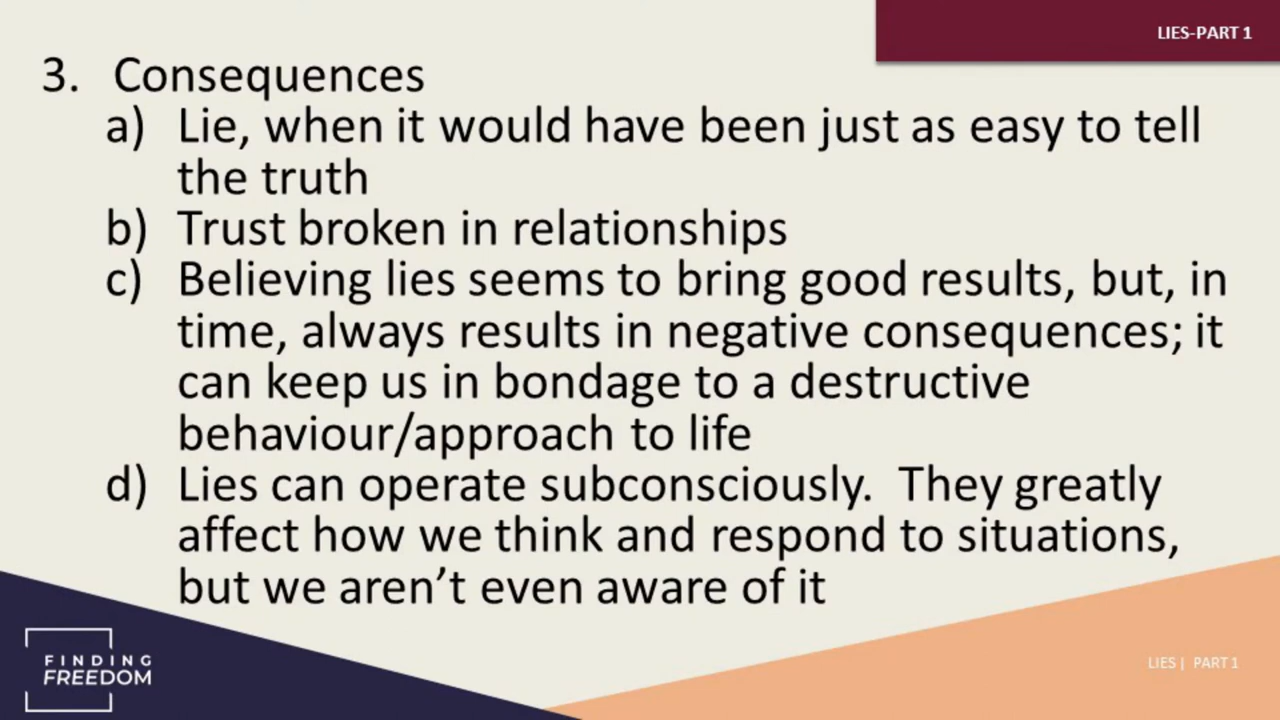 LIES-PART 1
3. Consequences
a) Lie, when it would have been just as easy to tell
the truth
b) Trust broken in relationships
c) Believing lies seems to bring good results, but, in
time, always results in negative consequences; it
can keep us in bondage to a destructive
behaviour/approach to life
d) Lies can operate subconsciously.  They greatly
affect how we think and respond to situations,
but we aren’t even aware of it
FINDING
FREEDOM
LIES | PART 1